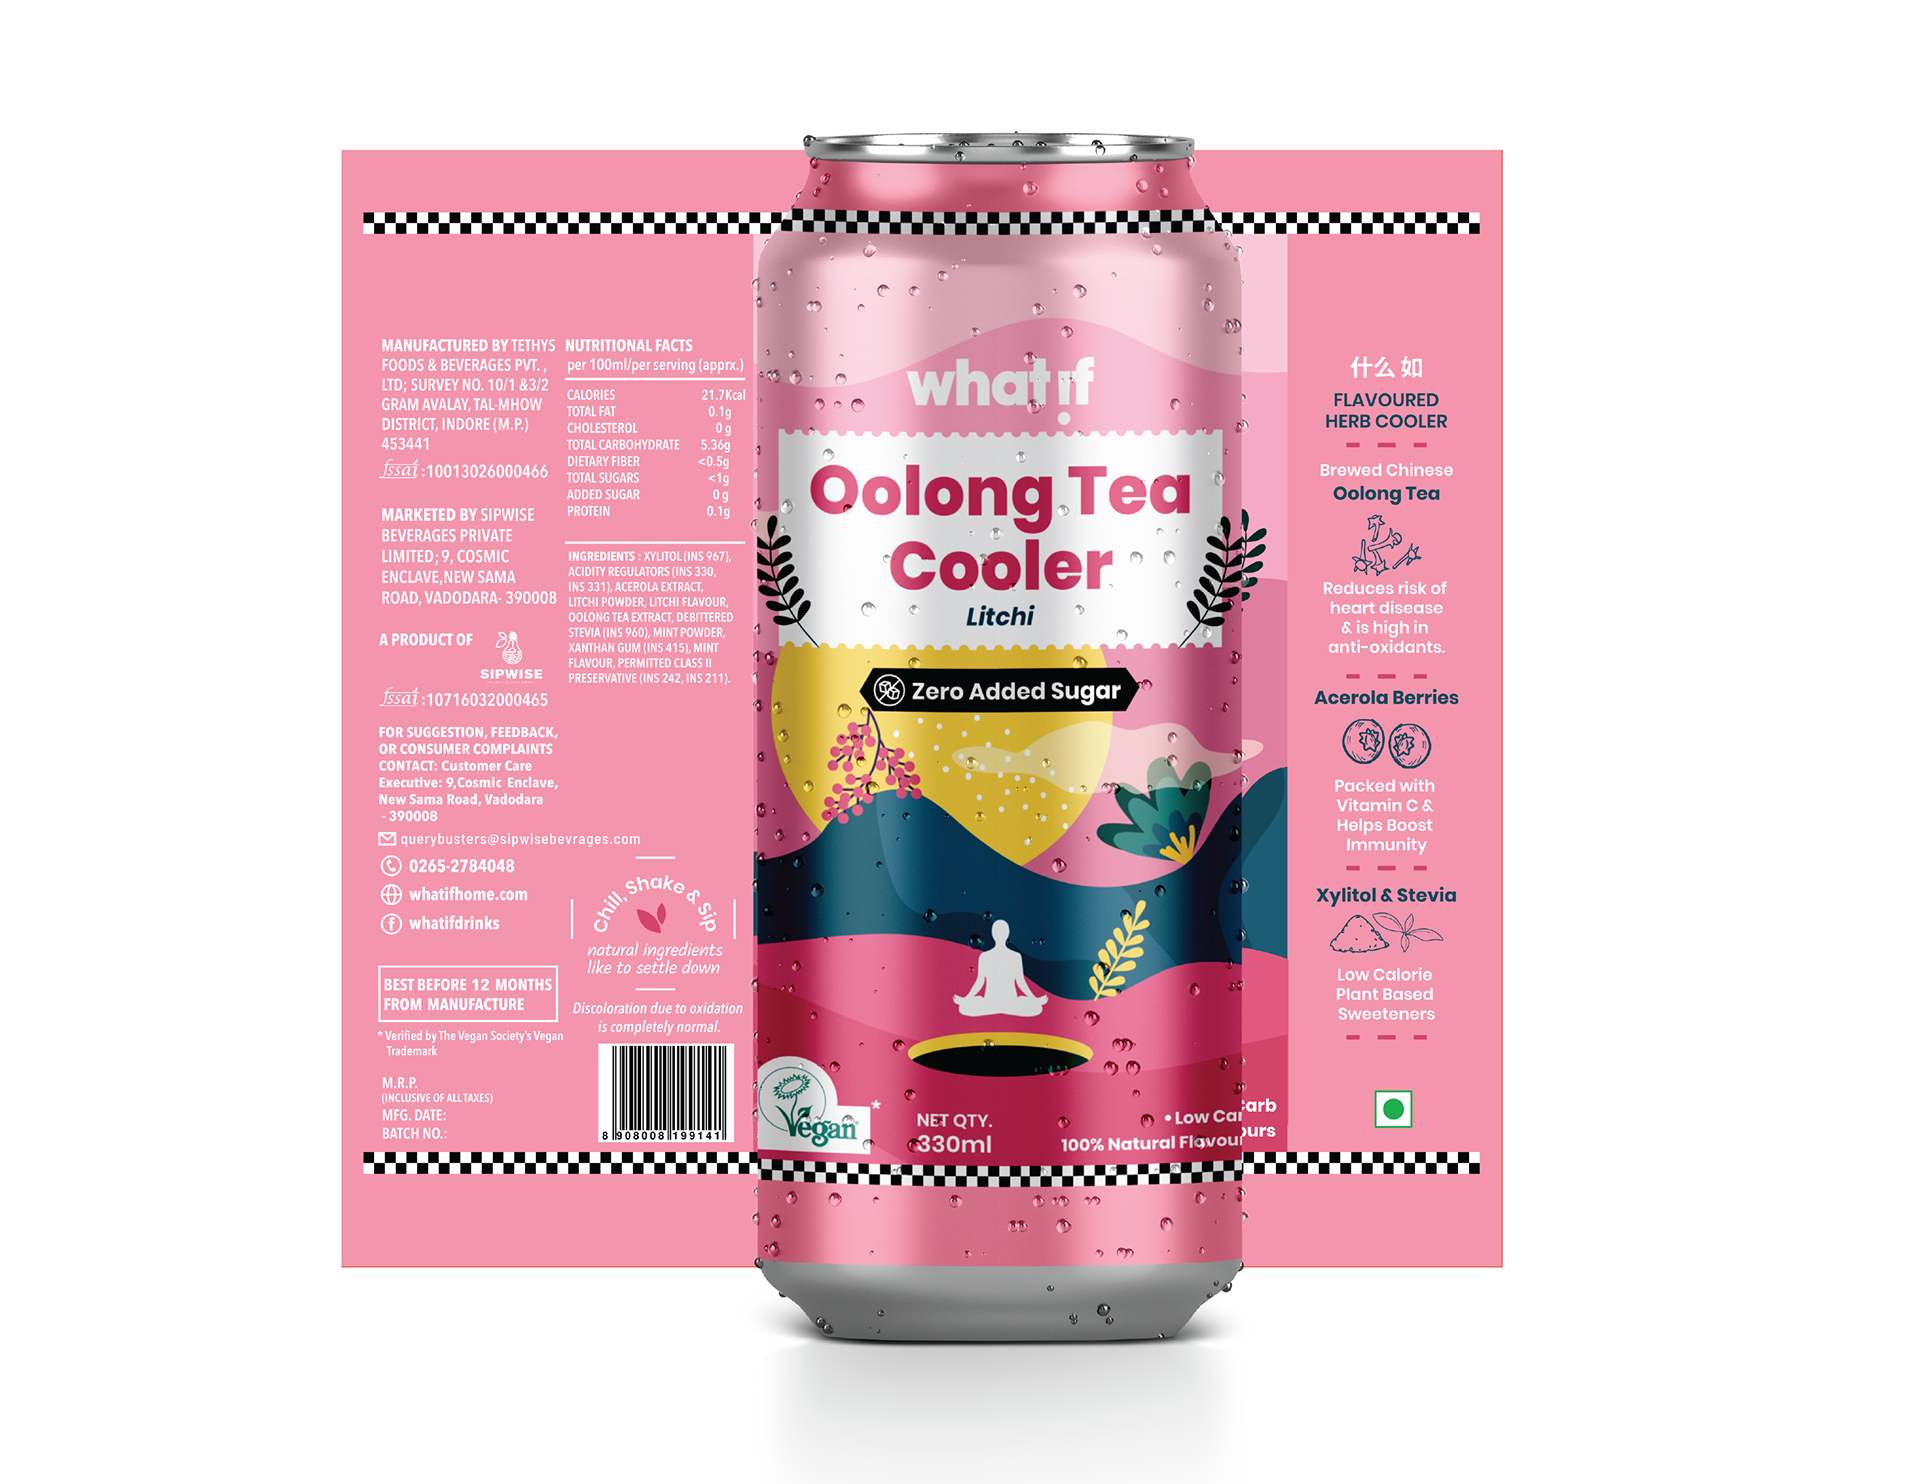 MANUFACTURED BY TETHYS
FOODS & BEVERAGES PVT. ,
LTD; SURVEY NO. 10/1 &3/2
GRAM AVALAY, TAL-MHOW
DISTRICT, INDORE (M.P.)
453441
fssai :10013026000466
MARKETED BY SIPWISE
BEVERAGES PRIVATE
LIMITED; 9, COSMIC
ENCLAVE,NEW SAMA
ROAD, VADODARA- 390008
A PRODUCT OF
SIPWISE
fssai :10716032000465
FOR SUGGESTION, FEEDBACK,
OR CONSUMER COMPLAINTS
CONTACT: Customer Care
Executive: 9,Cosmic Enclave,
New Sama Road, Vadodara
- 390008
querybusters@sipwisebevrages.com
0265-2784048
whatifhome.com
whatifdrinks
BEST BEFORE 12 MONTHS
FROM MANUFACTURE
* Verified by The Vegan Society's Vegan
Trademark
M.R.P.
(INCLUSIVE OF ALL TAXES)
MFG. DATE:
BATCH NO.:
NUTRITIONAL FACTS
per 100ml/per serving (apprx.)
CALORIES 21.7Kcal
TOTAL FAT 0.1g
CHOLESTEROL 0 g
TOTAL CARBOHYDRATE 5.36g
DIETARY FIBER <0.5g
TOTAL SUGARS <1g
ADDED SUGAR 0 g
PROTEIN 0.1g
INGREDIENTS : XYLITOL (INS 967),
ACIDITY REGULATORS (INS 330,
INS 331), ACEROLA EXTRACT,
LITCHI POWDER, LITCHI FLAVOUR,
OOLONG TEA EXTRACT, DEBITTERED
STEVIA (INS 960), MINT POWDER,
XANTHAN GUM (INS 415), MINT
FLAVOUR, PERMITTED CLASS II
PRESERVATIVE (INS 242, INS 211).
Chill, Shake & Sip
natural ingredients
like to settle down
Discoloration due to oxidation
is completely normal.
8 908008 199141
what if
Oolong Tea
Cooler
Litchi
Zero Added Sugar
Vegan
*
NET QTY.
330ml
• Low Car
100% Natural Flavour
carb
ours
什么 如
FLAVOURED
HERB COOLER
Brewed Chinese
Oolong Tea
Reduces risk of
heart disease
& is high in
anti-oxidants.
Acerola Berries
Packed with
Vitamin C &
Helps Boost
Immunity
Xylitol & Stevia
Low Calorie
Plant Based
Sweeteners